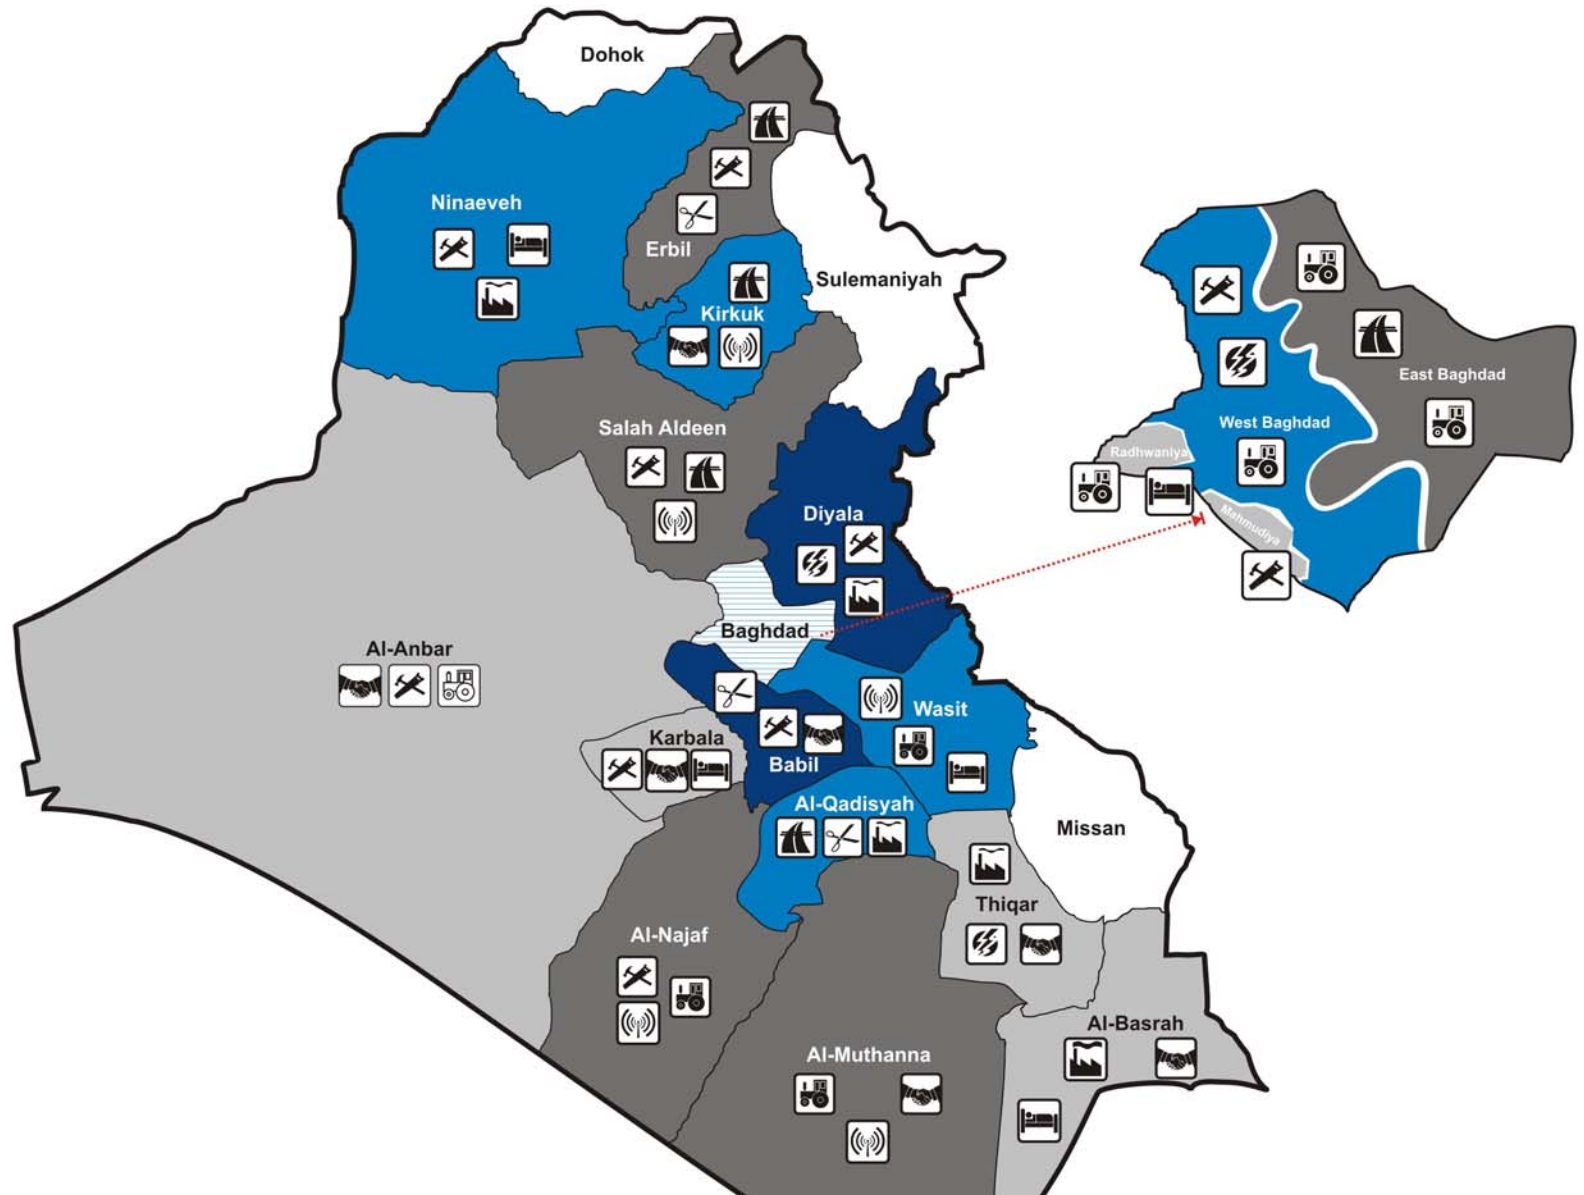 Dohok
Ninaeveh
Erbil
Sulemaniyah
Kirkuk
East Baghdad
West Baghdad
Salah Aldeen
Radhwaniya
Diyala
Mahmudiya
Baghdad
Al-Anbar
Wasit
Karbala
Babil
Al-Qadisyah
Missan
Thiqar
Al-Najaf
Al-Basrah
Al-Muthanna